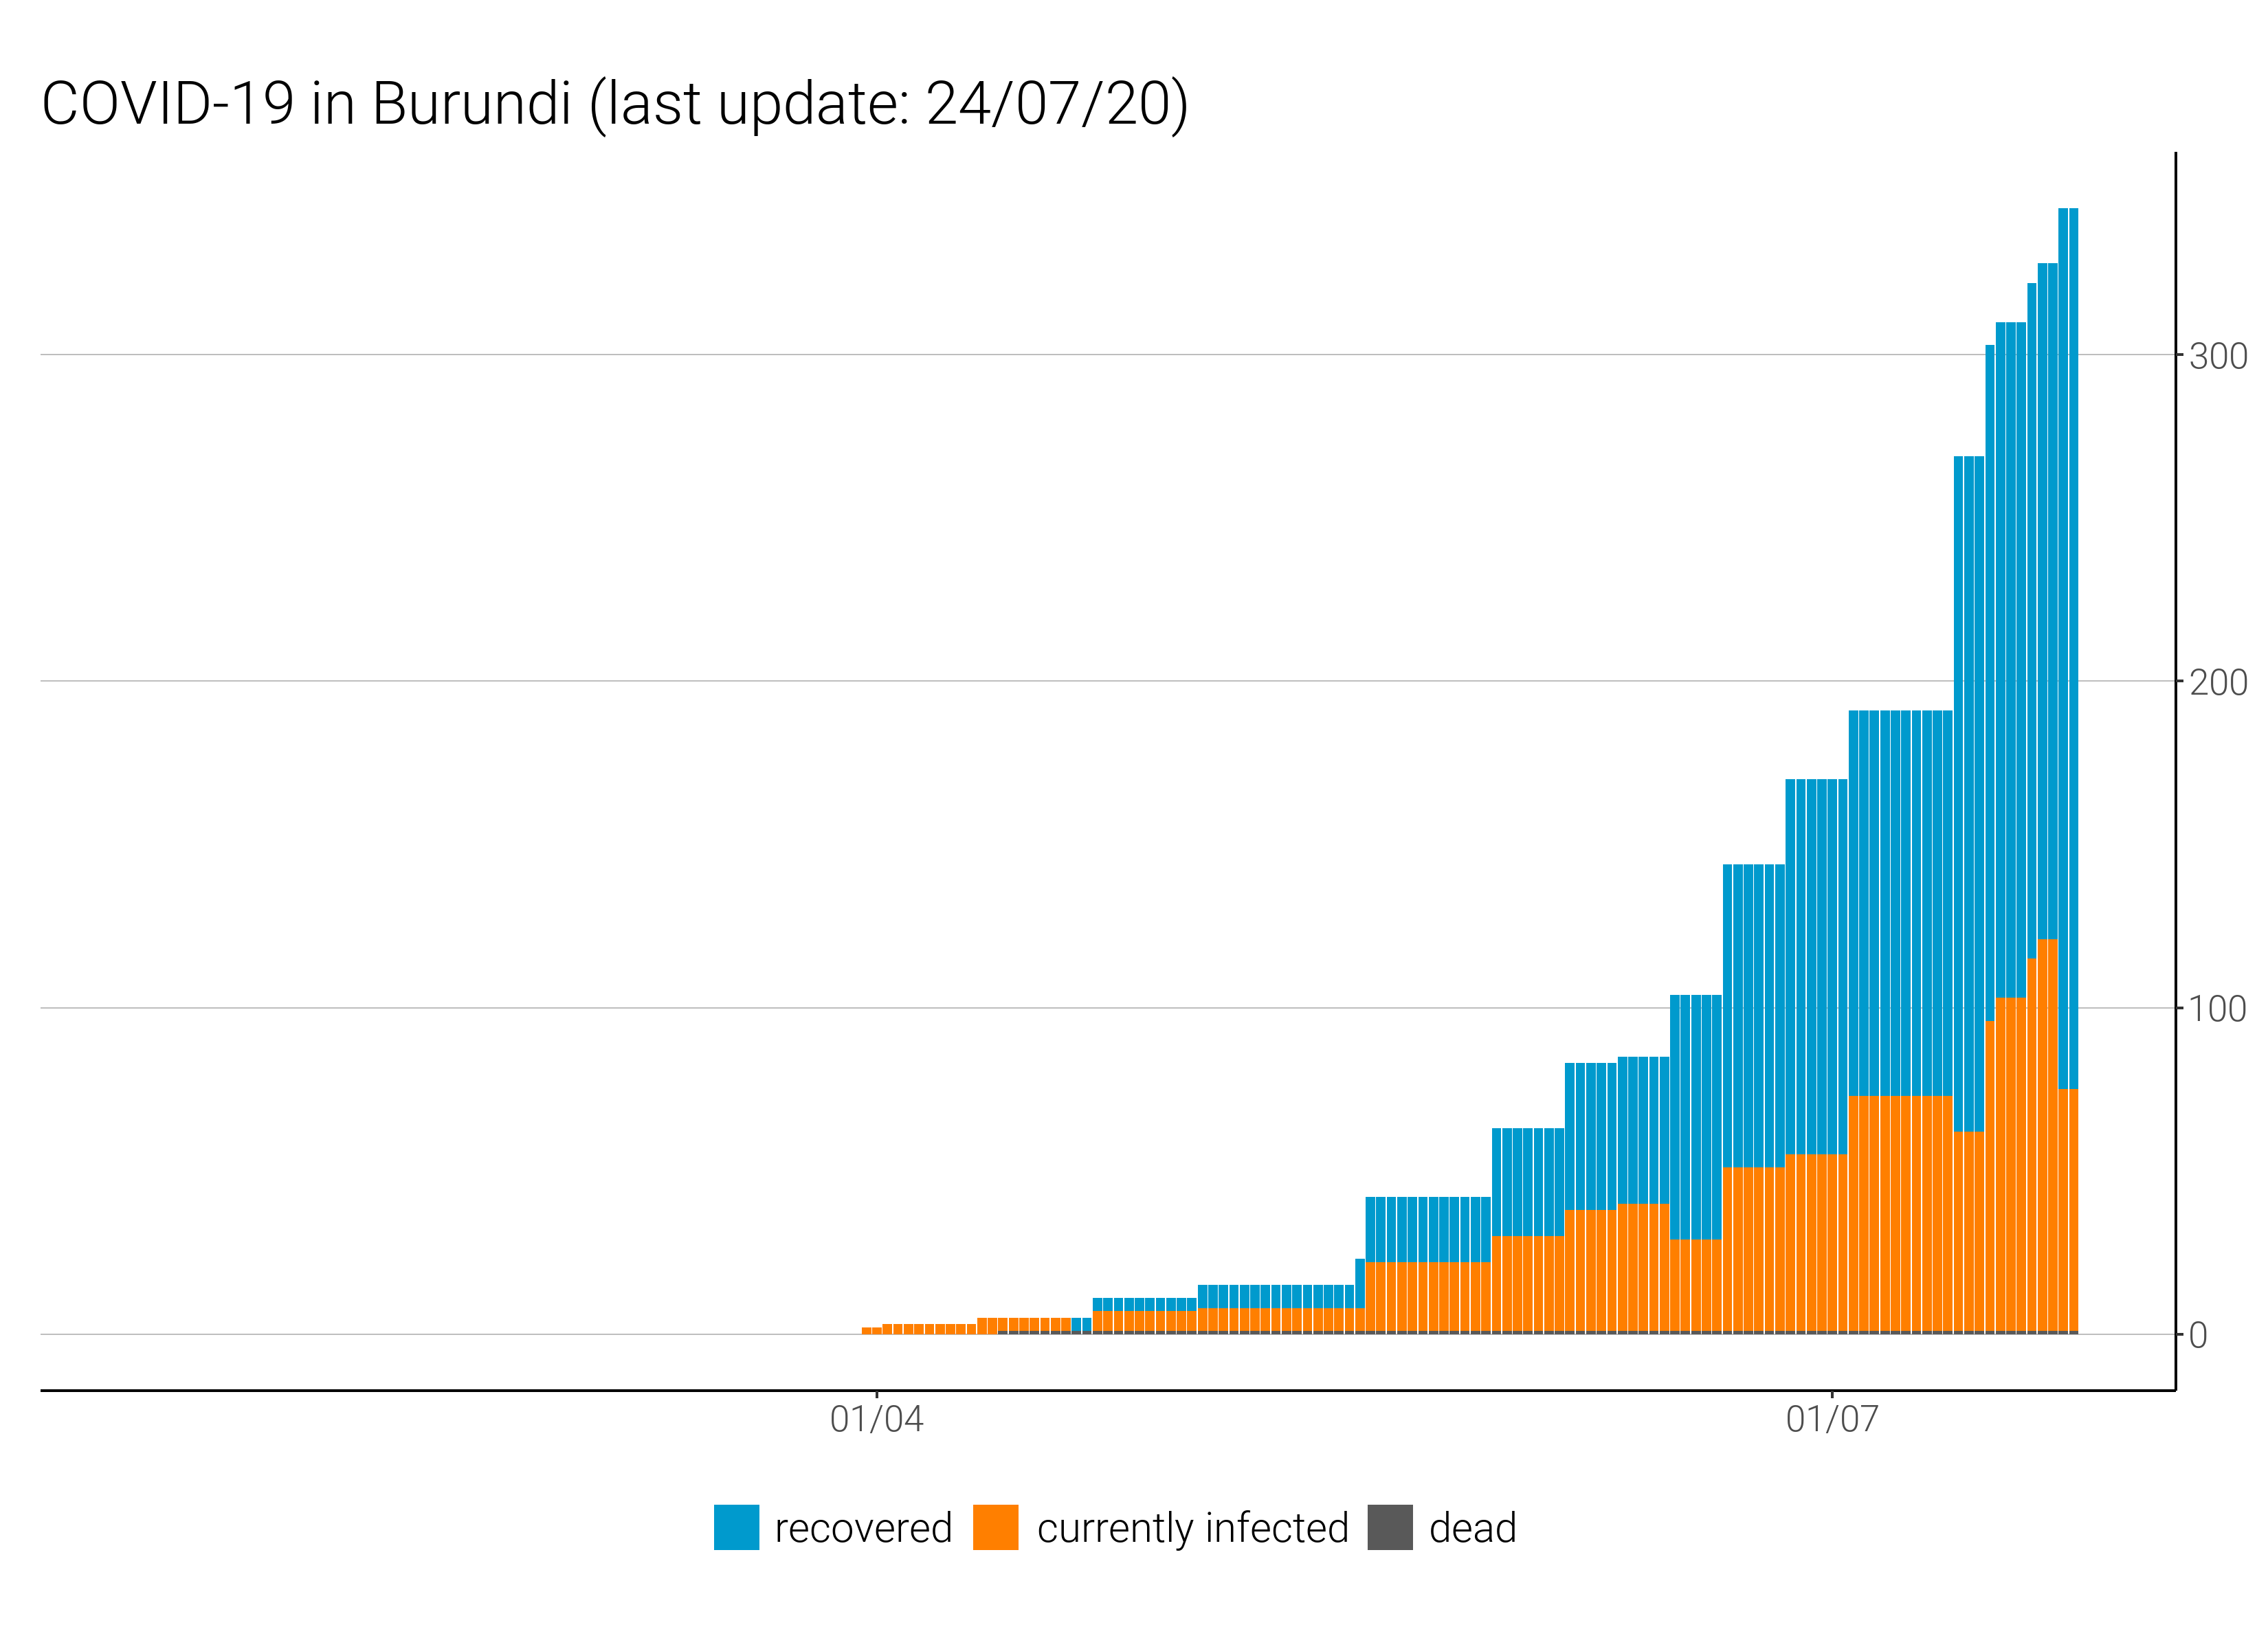 COVID-19 in Burundi (last update: 24/07/20)
300
200
100
0
01/04 01/07
recovered currently infected dead